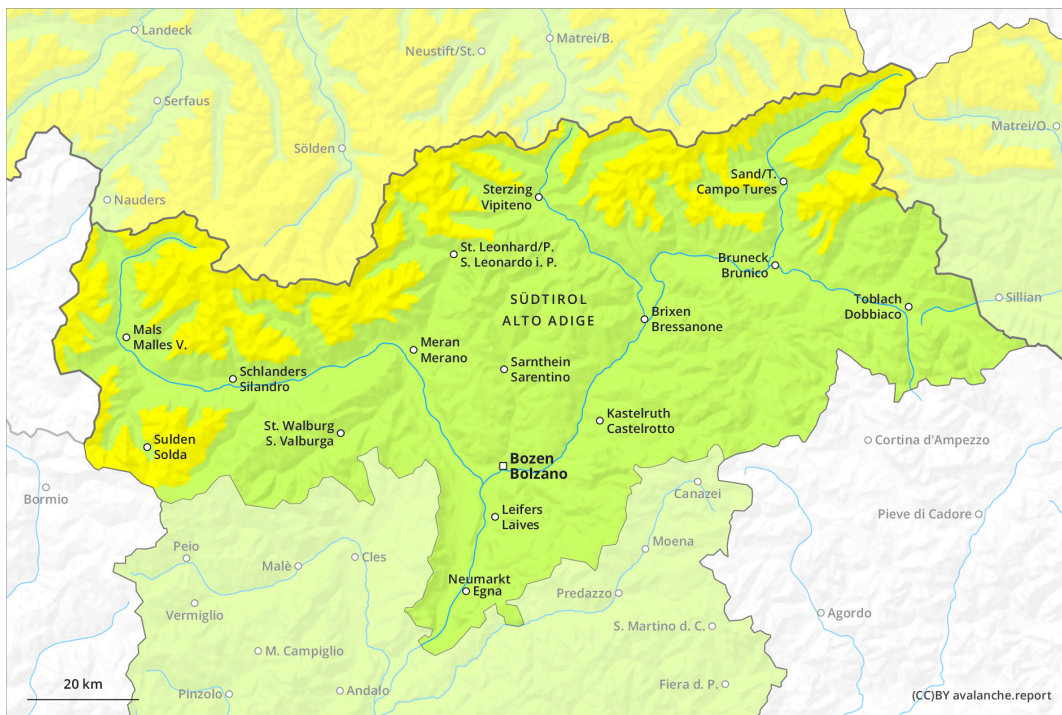 Landeck
Matrei/B.
Neustift/St.
Serfaus
Matrei/O.
Sölden
Nauders
Sand/T.
Campo Tures
Sterzing
Vipiteno
St. Leonhard/P.
S. Leonardo i. P.
Bruneck
Brunico
SÜDTIROL
ALTO ADIGE
Toblach
Dobbiaco
Sillian
Brixen
Bressanone
Mals
Malles V.
Meran
Merano
Sarnthein
Sarentino
Schlanders
Silandro
St. Walburg
S. Valburga
Kastelruth
Castelrotto
Sulden
Solda
Cortina d'Ampezzo
Bozen
Bolzano
Bormio
Canazei
Leifers
Laives
Pieve di Cadore
Peio
Cles
Malè
Moena
Neumarkt
Egna
Predazzo
Vermiglio
Agordo
S. Martino d. C.
M. Campiglio
20 km
Pinzolo
Andalo
Fiera d. P.
(CC)BY avalanche.report